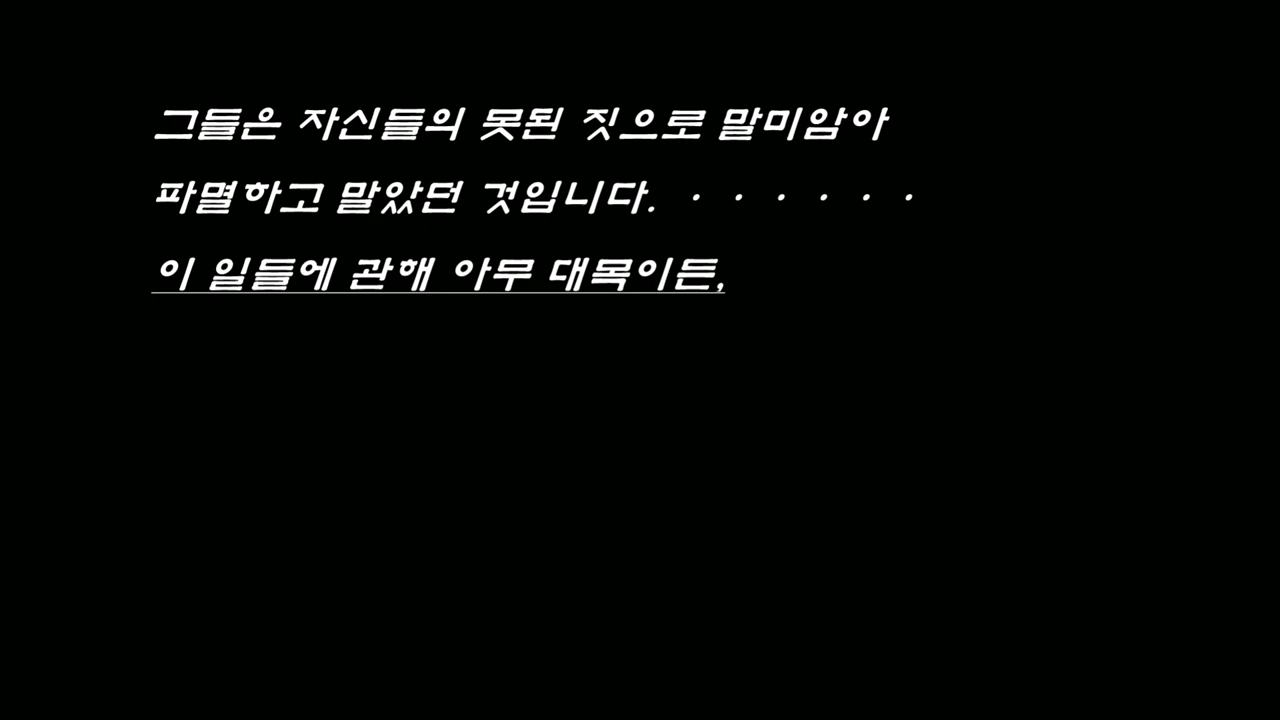 그들은 자신들의 못된 짓으로 말미암아
파멸하고 말았던 것입니다. · · · · · ·
이 일들에 관해 아무 대목이든,